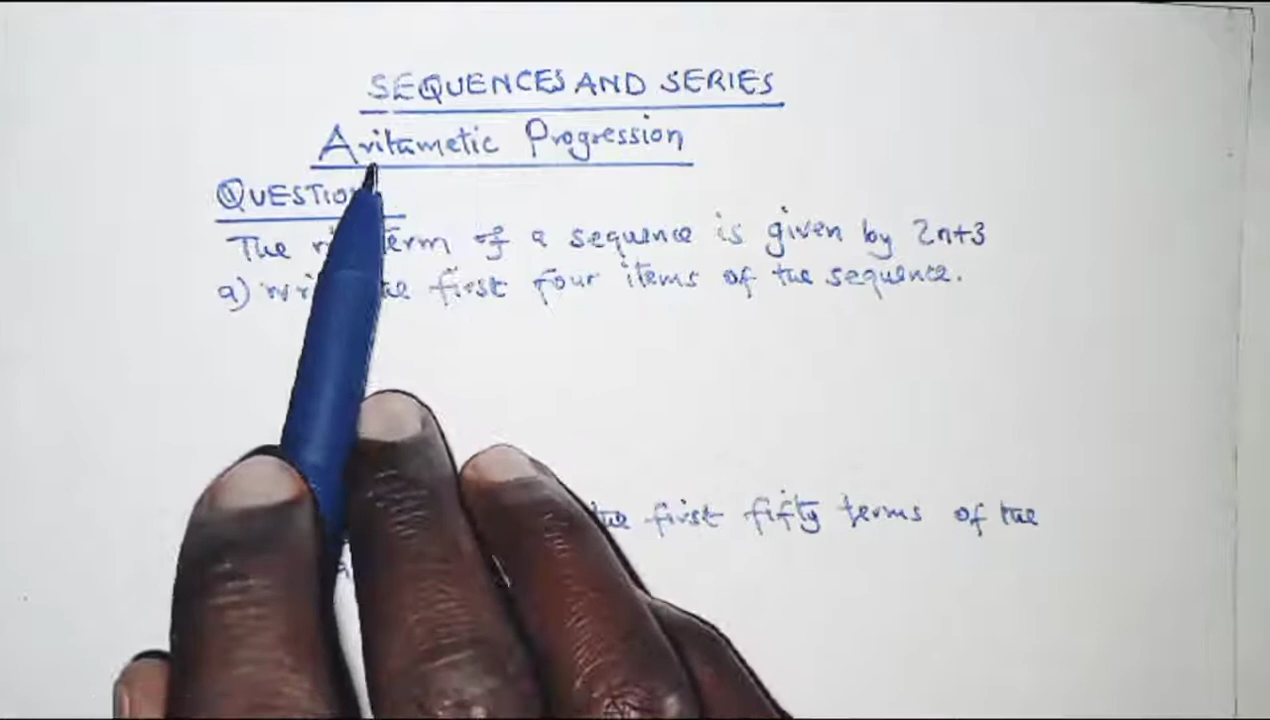 SEQUENCES AND SERIES
Aritametic Progression
The term of a sequence is given by 2n+3
a) the first four items of the sequence.
the first fifty terms of the